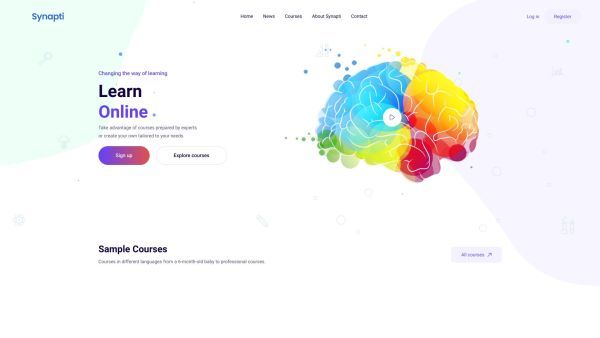 Synapti
Home News Courses About Synapti Contact
Log in Register
Changing the way of learning
Learn
Online
Take advantage of courses prepared by experts
or create your own tailored to your needs
Sign up Explore courses
Sample Courses
Courses in different languages from a 6-month-old baby to professional courses.
All courses